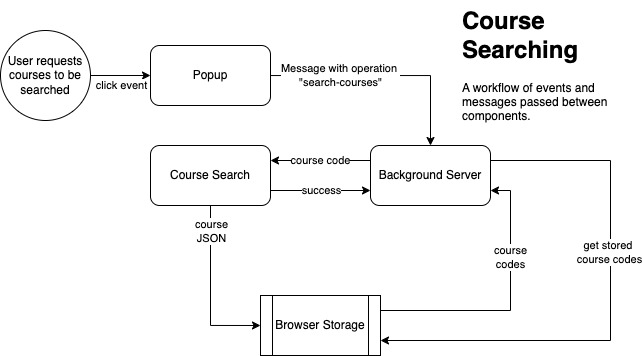 Course
Searching
A workflow of events and
messages passed between
components.
User requests
courses to be
searched
click event
Popup
Message with operation
"search-courses"
Course Search
course code
success
Background Server
course
JSON
course
codes
get stored
course codes
Browser Storage